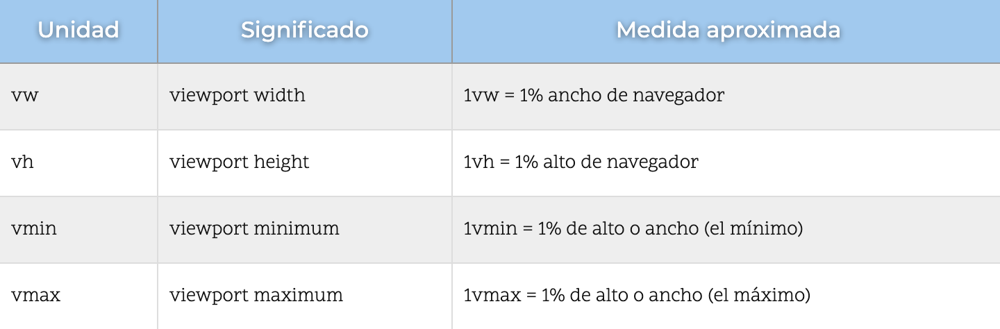 Unidad Significado Medida aproximada
vw viewport width 1vw = 1% ancho de navegador
vh viewport height 1vh = 1% alto de navegador
vmin viewport minimum 1vmin = 1% de alto o ancho (el mínimo)
vmax viewport maximum 1vmax = 1% de alto o ancho (el máximo)